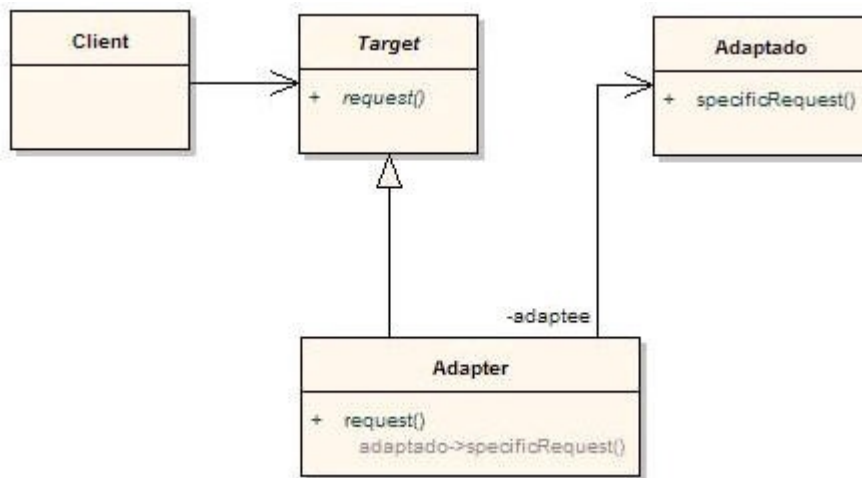 Client
Target
+ request()
Adaptado
+ specificRequest()
-adaptee
Adapter
+ request()
adaptado->specificRequest()